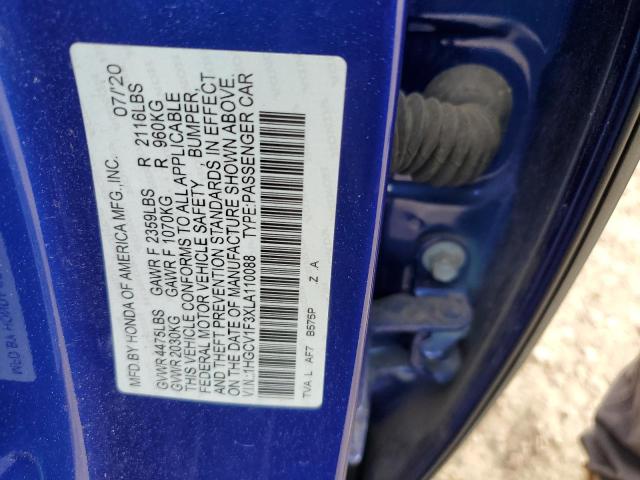 MFD BY HONDA OF AMERICA MFG., INC. 07/'20
GVWR 4475LBS GAWR F 2359LBS R 2116LBS
GVWR 2030KG GAWR F 1070KG R 960KG
THIS VEHICLE CONFORMS TO ALL APPLICABLE
FEDERAL MOTOR VEHICLE SAFETY, BUMPER,
AND THEFT PREVENTION STANDARDS IN EFFECT
ON THE DATE OF MANUFACTURE SHOWN ABOVE.
V.I.N.:1HGCV1F3XLA110088 TYPE:PASSENGER CAR
TVA L AF7 B575P Z A